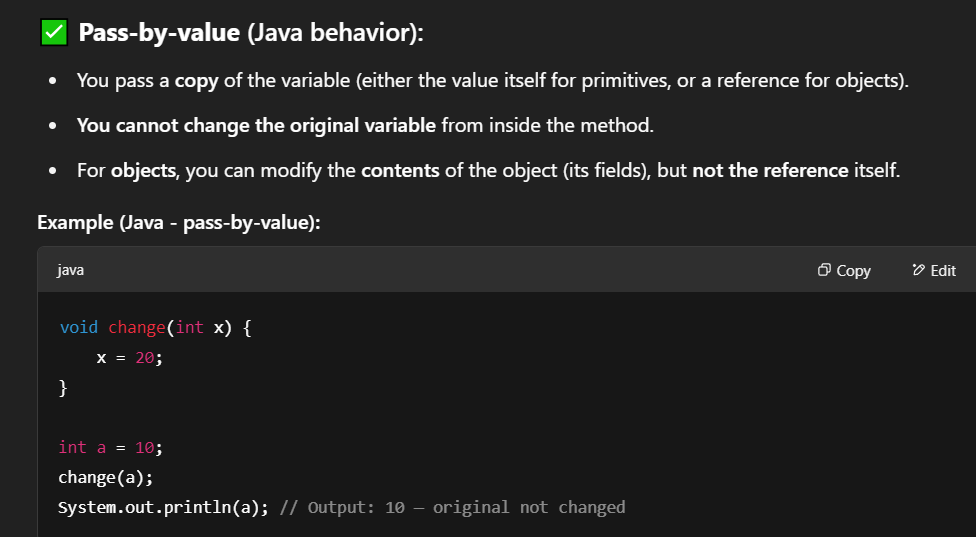 ✅ Pass-by-value (Java behavior):
• You pass a copy of the variable (either the value itself for primitives, or a reference for objects).
• You cannot change the original variable from inside the method.
• For objects, you can modify the contents of the object (its fields), but not the reference itself.
Example (Java - pass-by-value):
java Copy Edit
void change(int x) {
    x = 20;
}
int a = 10;
change(a);
System.out.println(a); // Output: 10 — original not changed